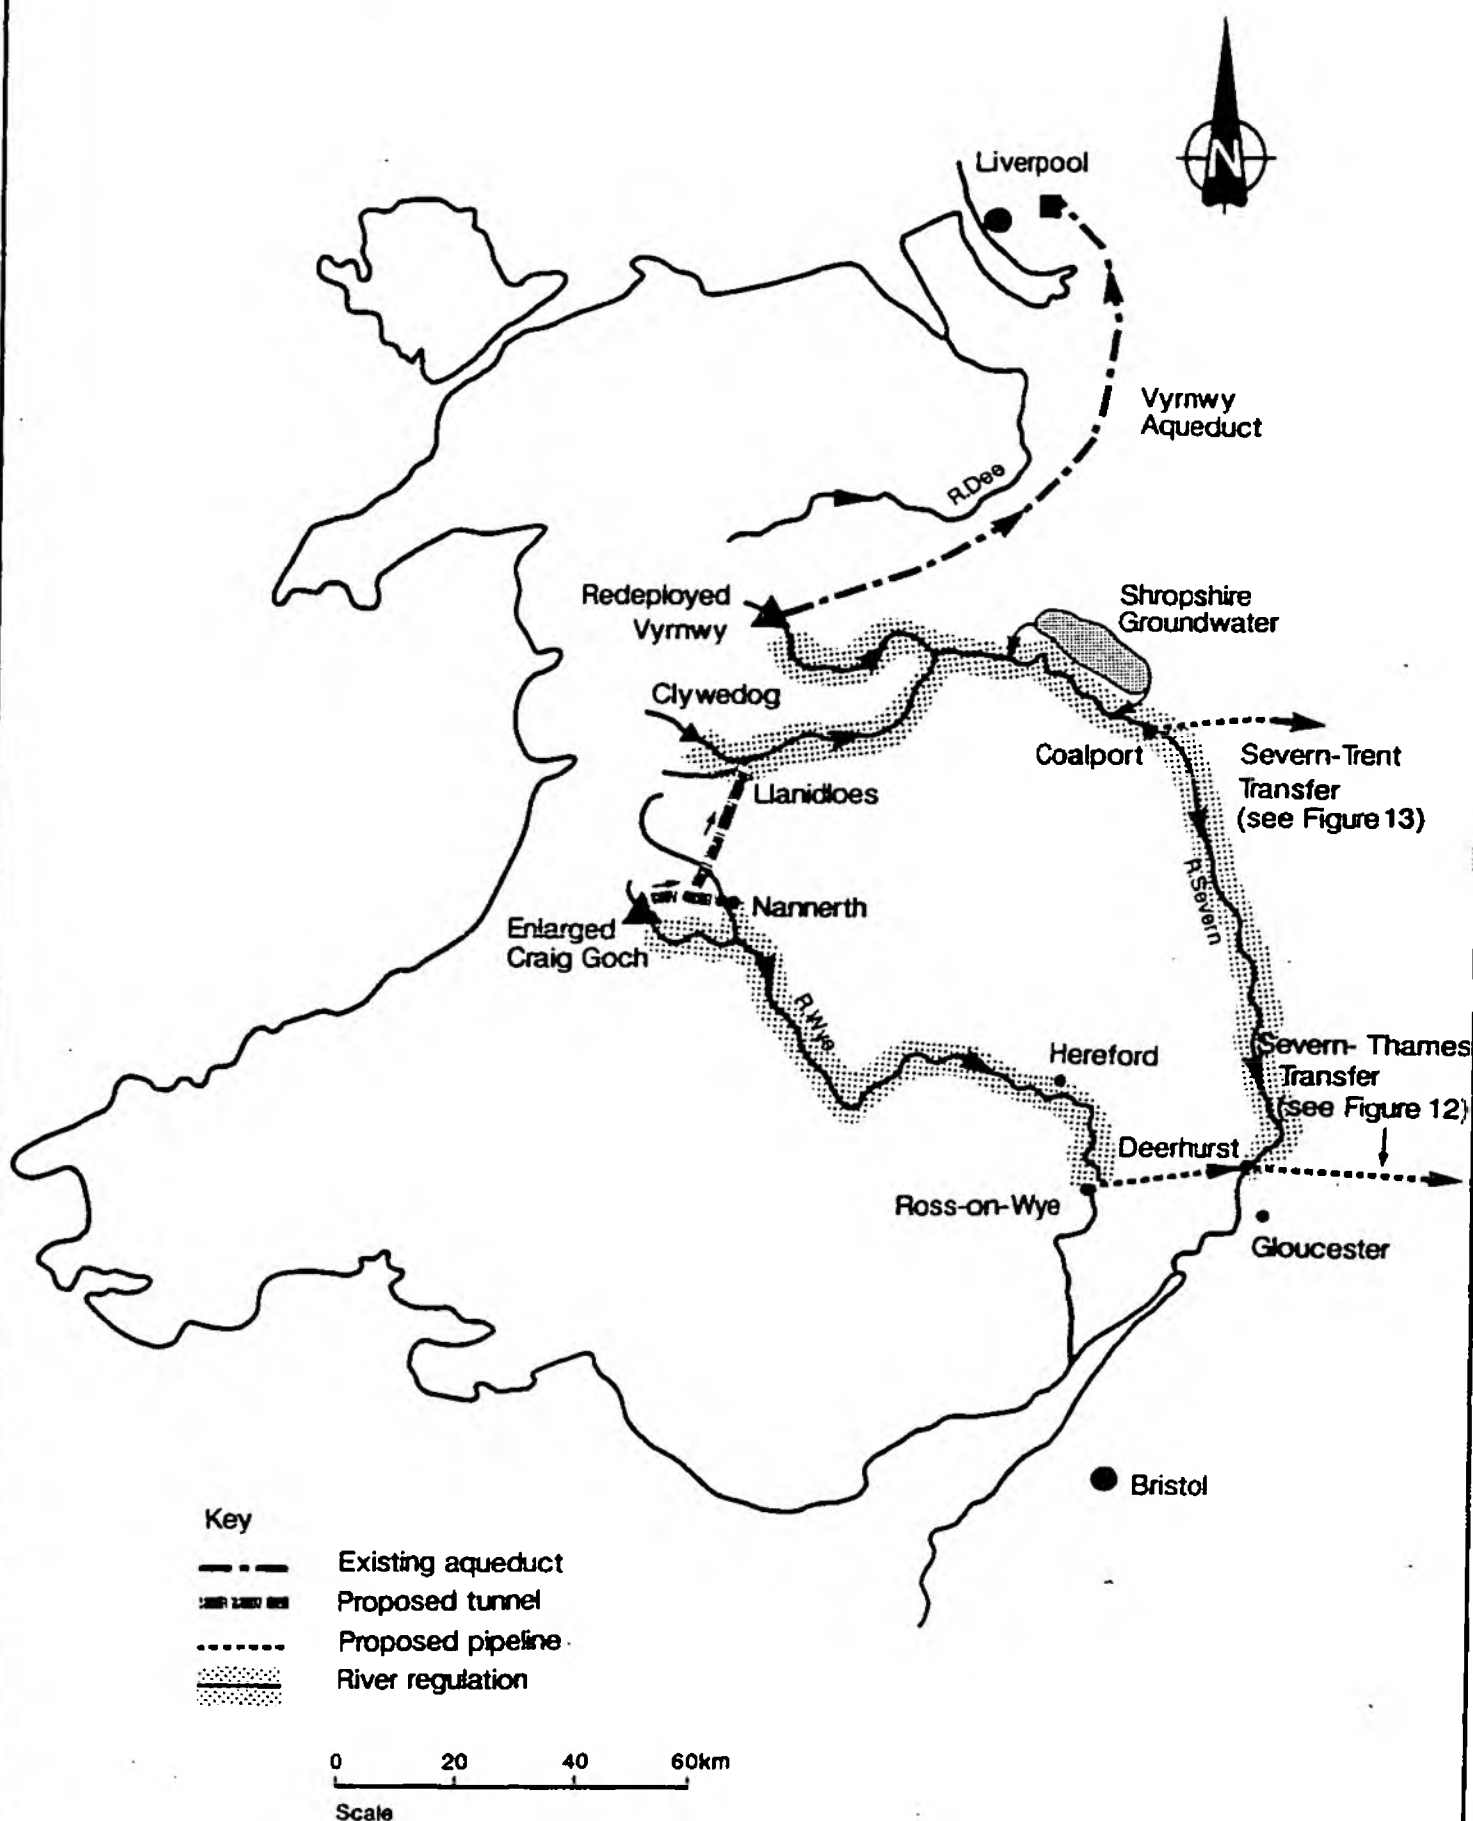 N
Liverpool
Vyrnwy
Aqueduct
R.Dee
Redeployed
Vyrnwy
Shropshire
Groundwater
Clywedog
Coalport
Severn-Trent
Transfer
(see Figure 13)
Llanidloes
R.Severn
Nannerth
Enlarged
Craig Goch
R.Wye
Hereford
Severn- Thames
Transfer
(see Figure 12)
Deerhurst
Ross-on-Wye
Gloucester
Bristol
Key
Existing aqueduct
Proposed tunnel
Proposed pipeline
River regulation
0 20 40 60km
Scale